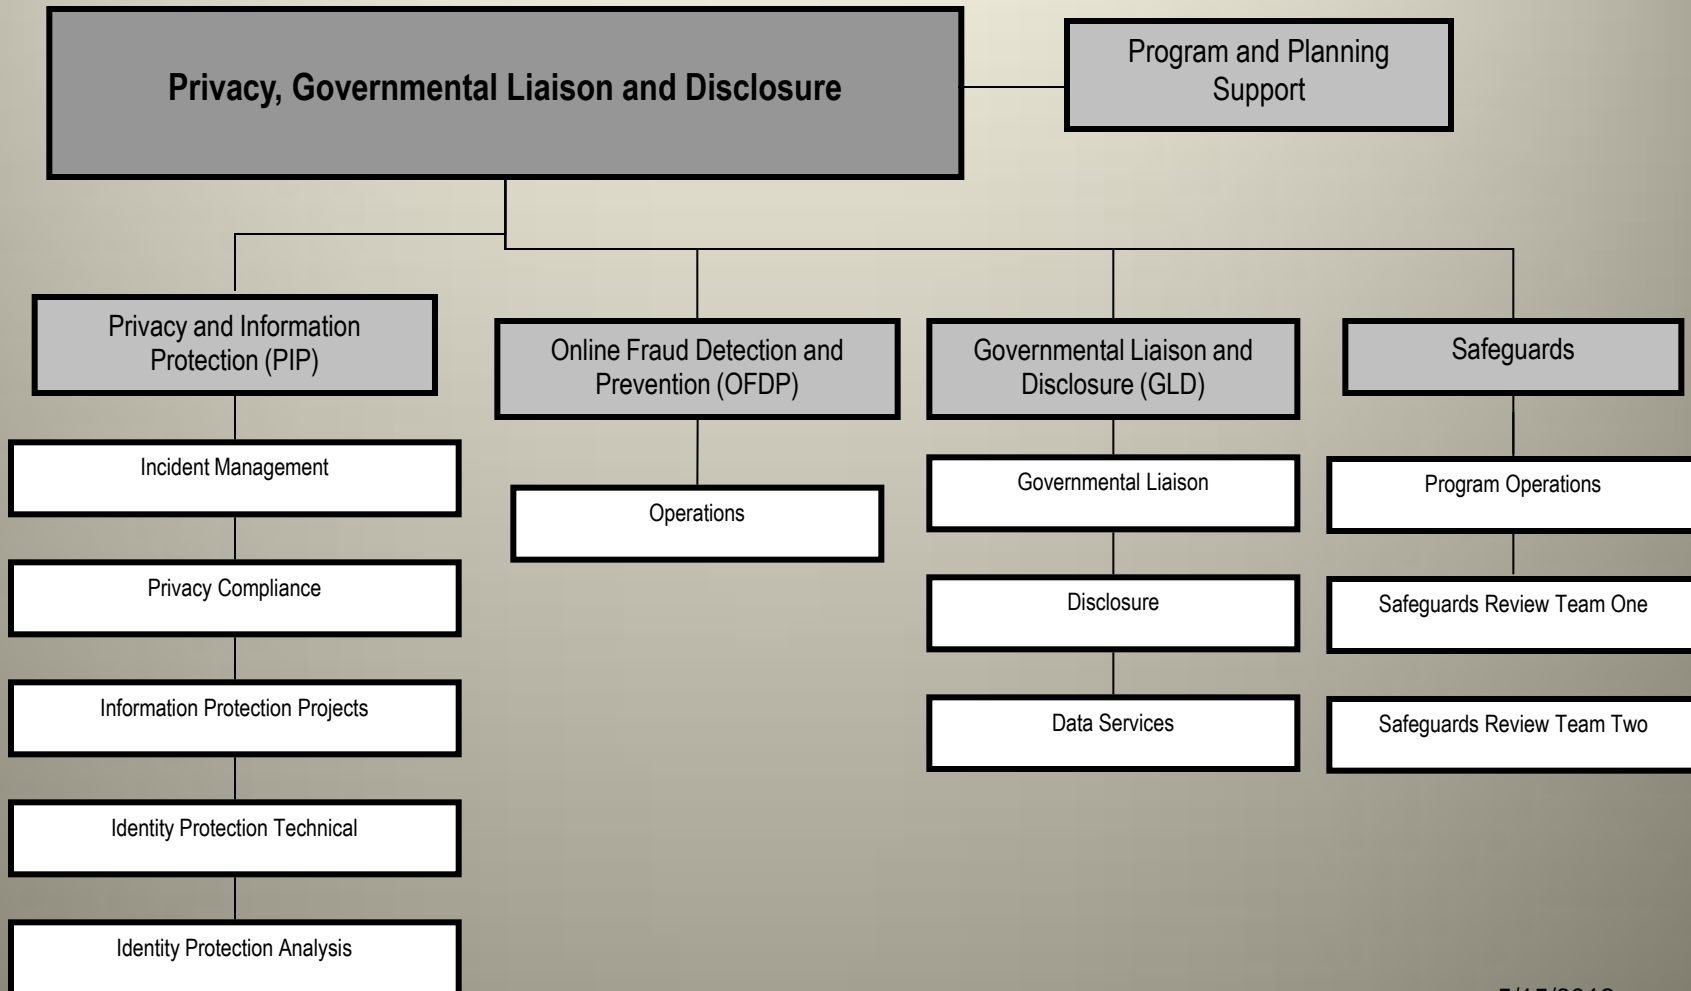 Privacy, Governmental Liaison and Disclosure
Program and Planning
Support
Privacy and Information
Protection (PIP)
Incident Management
Privacy Compliance
Information Protection Projects
Identity Protection Technical
Identity Protection Analysis
Online Fraud Detection and
Prevention (OFDP)
Operations
Governmental Liaison and
Disclosure (GLD)
Governmental Liaison
Disclosure
Data Services
Safeguards
Program Operations
Safeguards Review Team One
Safeguards Review Team Two